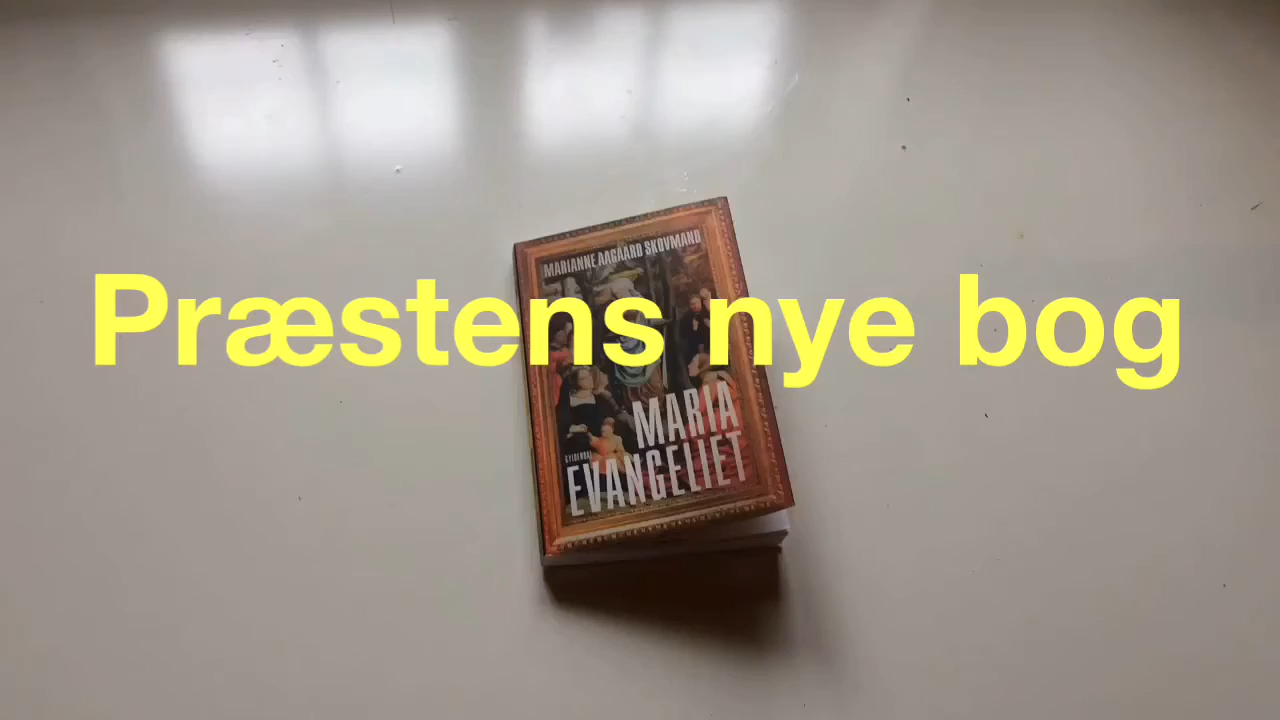 MARIANNE AAGAARD SKOVMAND
Præstens nye bog
MARIA
GYLDENDAL
EVANGELIET